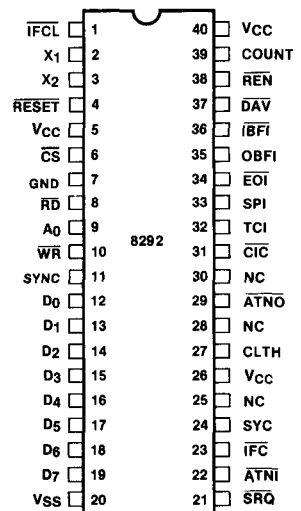 IFCL 1 40 VCC
X1 2 39 COUNT
X2 3 38 REN
RESET 4 37 DAV
VCC 5 36 IBFI
CS 6 35 OBFI
GND 7 34 EOI
RD 8 33 SPI
A0 9 32 TCI
8292
WR 10 31 CIC
SYNC 11 30 NC
D0 12 29 ATNO
D1 13 28 NC
D2 14 27 CLTH
D3 15 26 VCC
D4 16 25 NC
D5 17 24 SYC
D6 18 23 IFC
D7 19 22 ATNI
VSS 20 21 SRQ